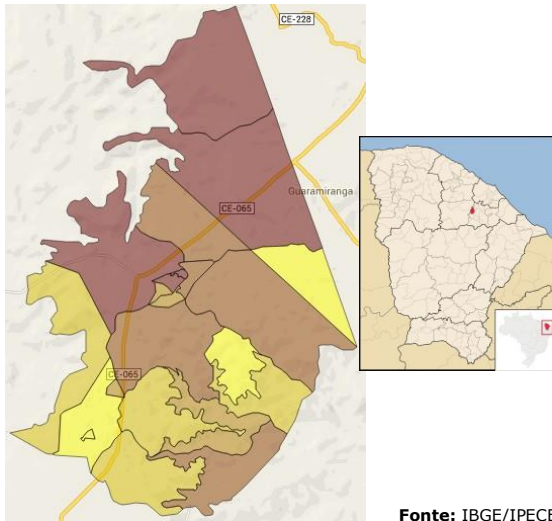 CE-228
Guaramiranga
CE-065
CE-065
Fonte: IBGE/IPECE